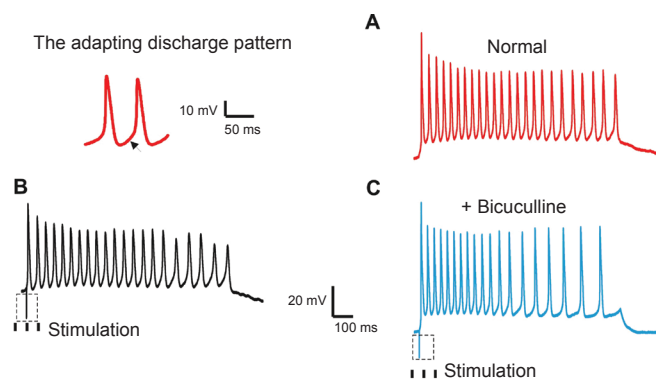 The adapting discharge pattern
10 mV
50 ms
A
Normal
B
Stimulation
20 mV
100 ms
C
+ Bicuculline
Stimulation